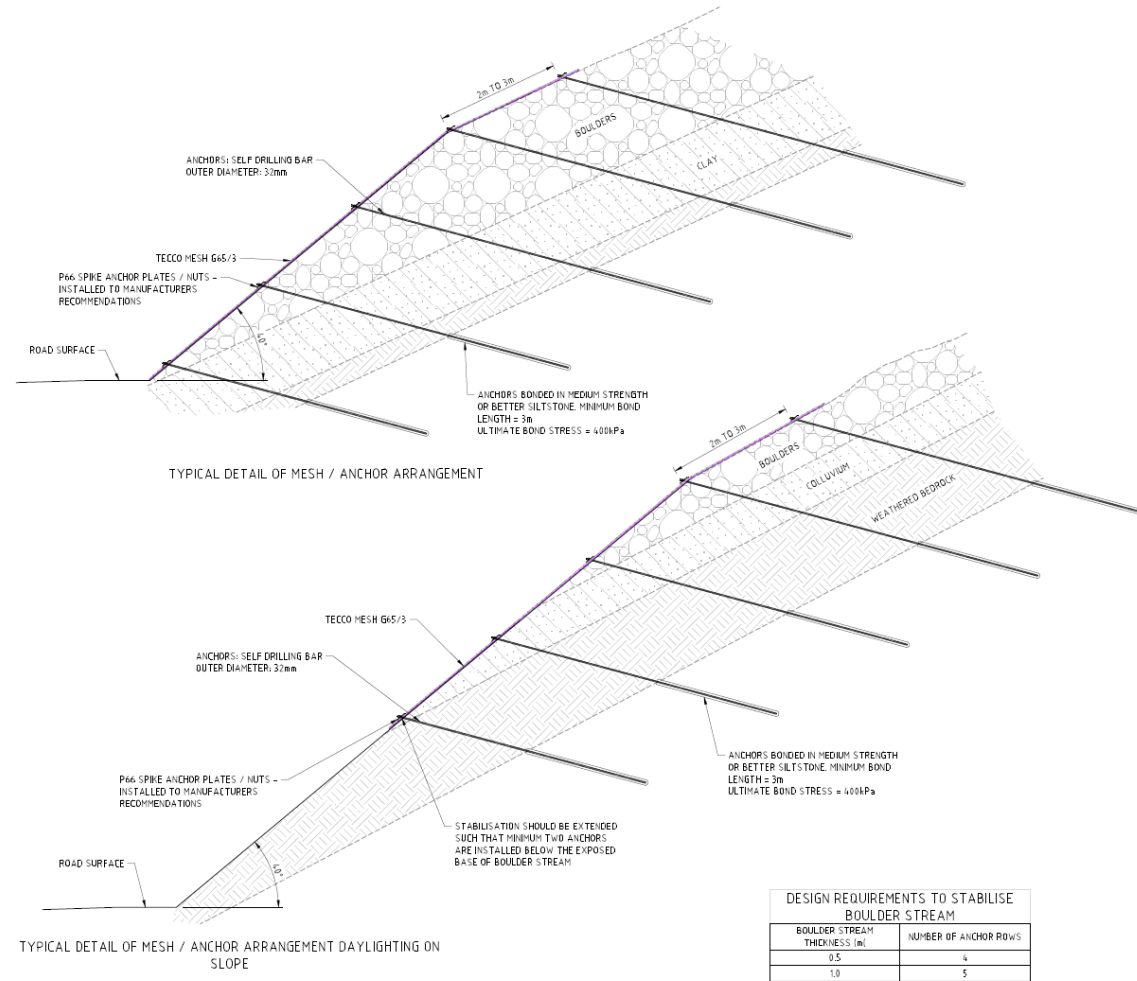 2m TO 3m
BOULDERS
CLAY
ANCHORS: SELF DRILLING BAR
OUTER DIAMETER: 32mm
TECCO MESH G65/3
P66 SPIKE ANCHOR PLATES / NUTS -
INSTALLED TO MANUFACTURERS
RECOMMENDATIONS
40°
ROAD SURFACE
ANCHORS BONDED IN MEDIUM STRENGTH
OR BETTER SILTSTONE. MINIMUM BOND
LENGTH = 3m
ULTIMATE BOND STRESS = 400kPa
TYPICAL DETAIL OF MESH / ANCHOR ARRANGEMENT
2m TO 3m
BOULDERS
COLLUVIUM
WEATHERED BEDROCK
TECCO MESH G65/3
ANCHORS: SELF DRILLING BAR
OUTER DIAMETER: 32mm
P66 SPIKE ANCHOR PLATES / NUTS -
INSTALLED TO MANUFACTURERS
RECOMMENDATIONS
ANCHORS BONDED IN MEDIUM STRENGTH
OR BETTER SILTSTONE. MINIMUM BOND
LENGTH = 3m
ULTIMATE BOND STRESS = 400kPa
STABILISATION SHOULD BE EXTENDED
SUCH THAT MINIMUM TWO ANCHORS
ARE INSTALLED BELOW THE EXPOSED
BASE OF BOULDER STREAM
40°
ROAD SURFACE
TYPICAL DETAIL OF MESH / ANCHOR ARRANGEMENT DAYLIGHTING ON
SLOPE
DESIGN REQUIREMENTS TO STABILISE
BOULDER STREAM
BOULDER STREAM
THICKNESS (m(
NUMBER OF ANCHOR ROWS
0.5 4
1.0 5